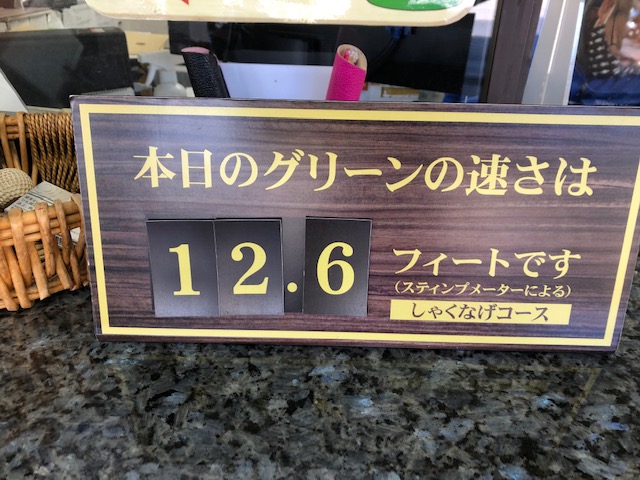 本日のグリーンの速さは
12.6 フィートです
(スティンプメーターによる)
しゃくなげコース